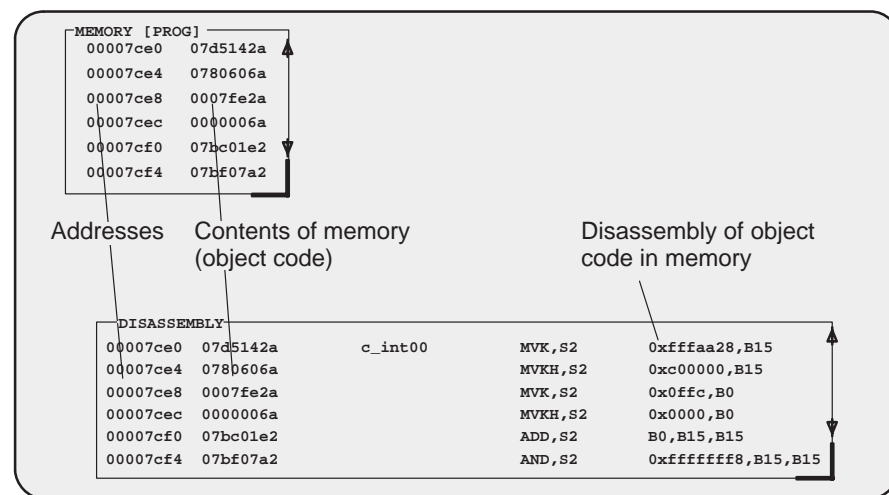 MEMORY [PROG]
00007ce0 07d5142a
00007ce4 0780606a
00007ce8 0007fe2a
00007cec 0000006a
00007cf0 07bc01e2
00007cf4 07bf07a2
Addresses
Contents of memory
(object code)
Disassembly of object
code in memory
DISASSEMBLY
00007ce0 07d5142a c_int00 MVK,S2 0xfffaa28,B15
00007ce4 0780606a MVKH,S2 0xc00000,B15
00007ce8 0007fe2a MVK,S2 0x0ffc,B0
00007cec 0000006a MVKH,S2 0x0000,B0
00007cf0 07bc01e2 ADD,S2 B0,B15,B15
00007cf4 07bf07a2 AND,S2 0xfffffff8,B15,B15